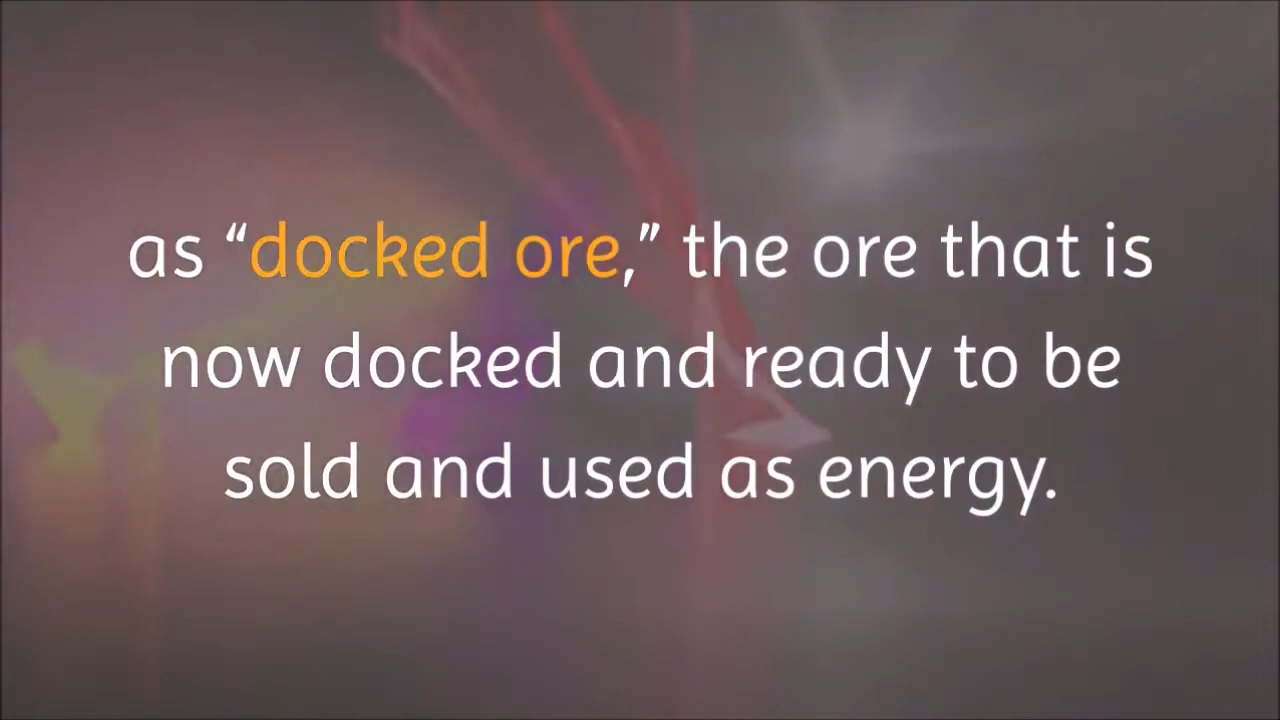 as “docked ore,” the ore that is
now docked and ready to be
sold and used as energy.